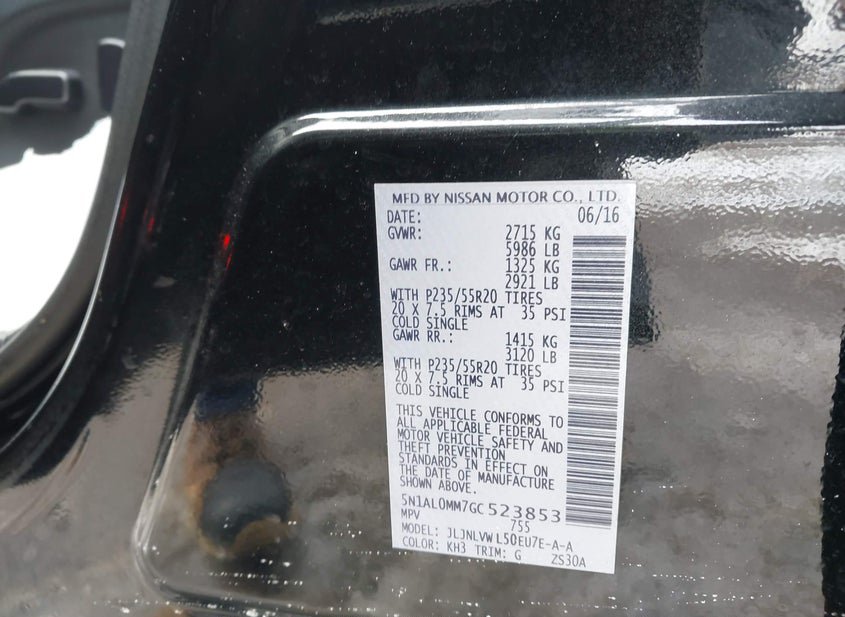 MFD BY NISSAN MOTOR CO., LTD.
DATE: 06/16
GVWR: 2715 KG
5986 LB
GAWR FR.: 1325 KG
2921 LB
WITH P235/55R20 TIRES
20 X 7.5 RIMS AT 35 PSI
COLD SINGLE
GAWR RR.: 1415 KG
3120 LB
WITH P235/55R20 TIRES
20 X 7.5 RIMS AT 35 PSI
COLD SINGLE
THIS VEHICLE CONFORMS TO
ALL APPLICABLE FEDERAL
MOTOR VEHICLE SAFETY AND
THEFT PREVENTION
STANDARDS IN EFFECT ON
THE DATE OF MANUFACTURE
SHOWN ABOVE.
5N1AL0MM7GC523853
MPV 755
MODEL: JLJNLVWL50EU7E-A-A
COLOR: KH3 TRIM: G ZS30A